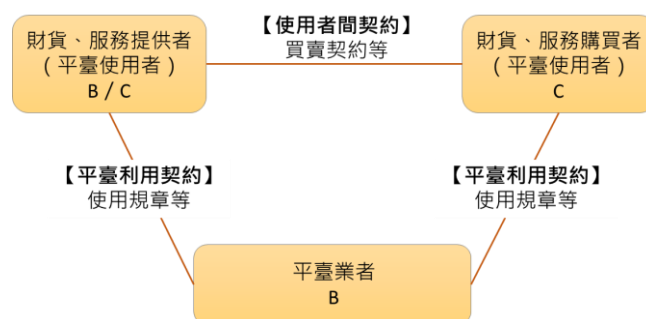 財貨、服務提供者
（平臺使用者）
B / C
【使用者間契約】
買賣契約等
財貨、服務購買者
（平臺使用者）
C
【平臺利用契約】
使用規章等
【平臺利用契約】
使用規章等
平臺業者
B